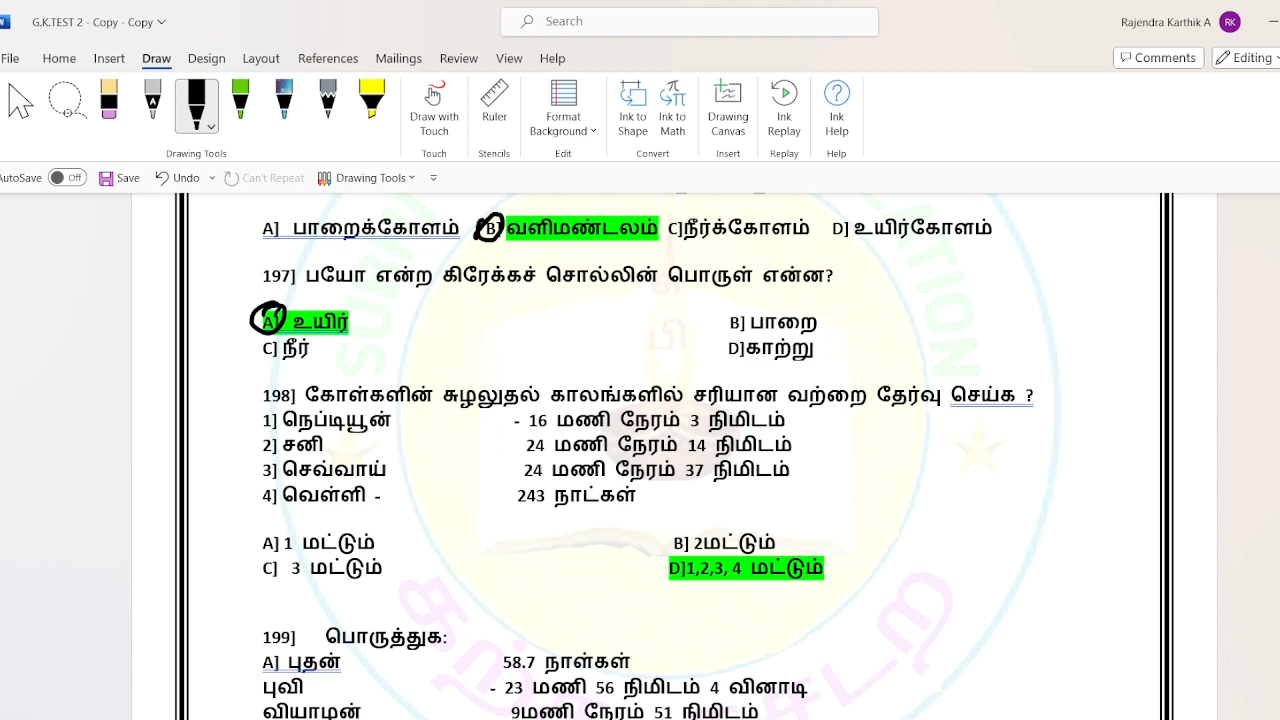 G.K.TEST 2 - Copy - Copy
Search
Rajendra Karthik A RK
File Home Insert Draw Design Layout References Mailings Review View Help
Comments Editing
Draw with Touch
Ruler
Format Background
Ink to Shape
Ink to Math
Drawing Canvas
Ink Replay
Ink Help
Drawing Tools Touch Stencils Edit Convert Insert Replay Help
AutoSave Off Save Undo Can't Repeat Drawing Tools
A] பாறைக்கோளம் B] வளிமண்டலம் C]நீர்க்கோளம் D] உயிர்கோளம்
197] பயோ என்ற கிரேக்கச் சொல்லின் பொருள் என்ன?
A] உயிர் B] பாறை
C] நீர் D]காற்று
198] கோள்களின் சுழலுதல் காலங்களில் சரியான வற்றை தேர்வு செய்க ?
1] நெப்டியூன் - 16 மணி நேரம் 3 நிமிடம்
2] சனி 24 மணி நேரம் 14 நிமிடம்
3] செவ்வாய் 24 மணி நேரம் 37 நிமிடம்
4] வெள்ளி - 243 நாட்கள்
A] 1 மட்டும் B] 2மட்டும்
C] 3 மட்டும் D]1,2,3, 4 மட்டும்
199] பொருத்துக:
A] புதன் 58.7 நாள்கள்
புவி - 23 மணி 56 நிமிடம் 4 வினாடி
வியாழன் 9மணி நேரம் 51 நிமிடம்